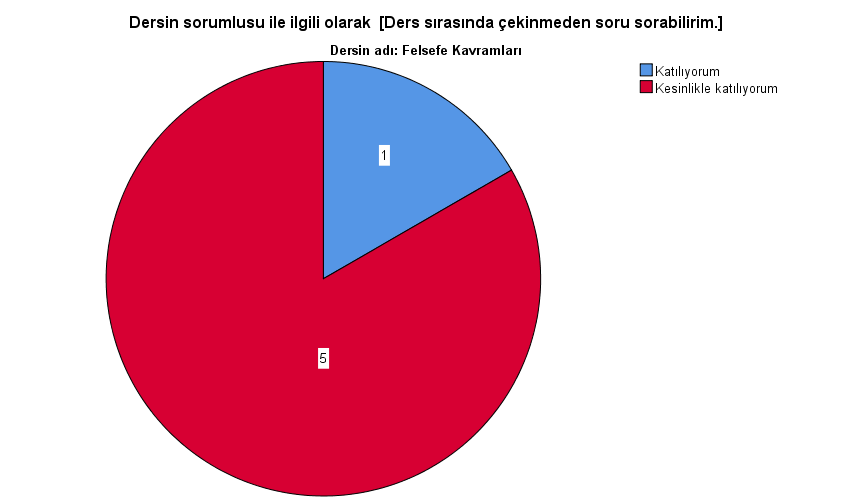 Dersin sorumlusu ile ilgili olarak [Ders sırasında çekinmeden soru sorabilirim.]
Dersin adı: Felsefe Kavramları
Katılıyorum
Kesinlikle katılıyorum
1
5